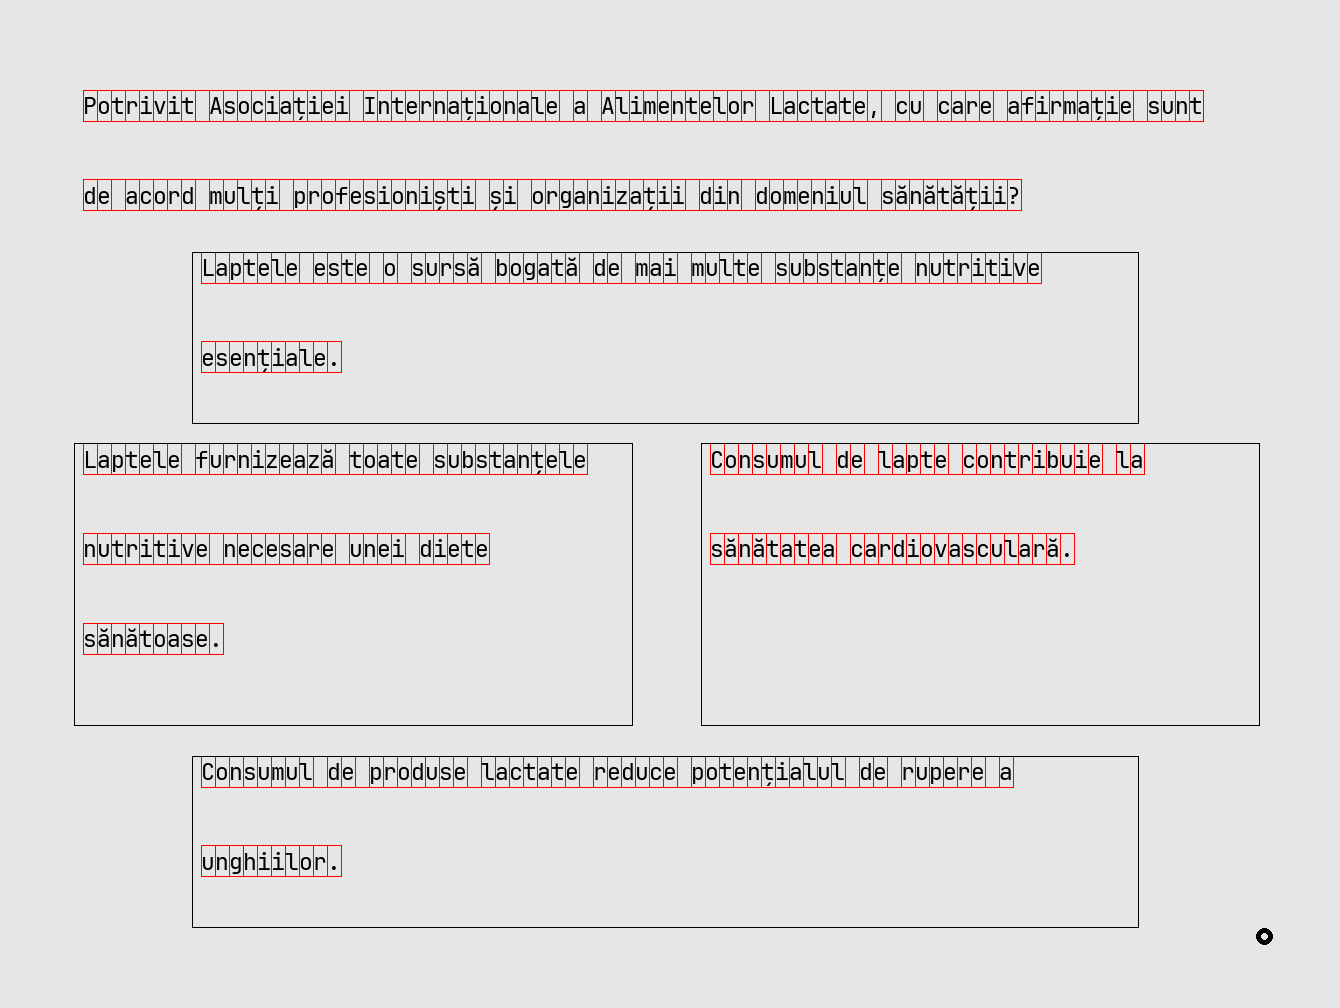 Potrivit Asociației Internaționale a Alimentelor Lactate, cu care afirmație sunt
de acord mulți profesioniști și organizații din domeniul sănătății?
Laptele este o sursă bogată de mai multe substanțe nutritive
esențiale.
Laptele furnizează toate substanțele
nutritive necesare unei diete
sănătoase.
Consumul de lapte contribuie la
sănătatea cardiovasculară.
Consumul de produse lactate reduce potențialul de rupere a
unghiilor.